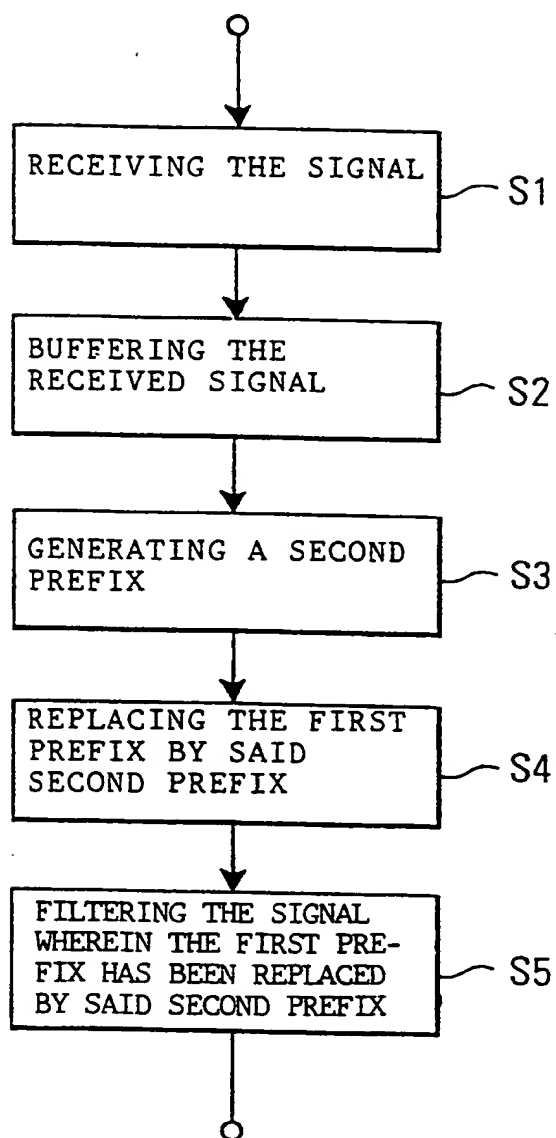 RECEIVING THE SIGNAL
S1
BUFFERING THE
RECEIVED SIGNAL
S2
GENERATING A SECOND
PREFIX
S3
REPLACING THE FIRST
PREFIX BY SAID
SECOND PREFIX
S4
FILTERING THE SIGNAL
WHEREIN THE FIRST PRE-
FIX HAS BEEN REPLACED
BY SAID SECOND PREFIX
S5